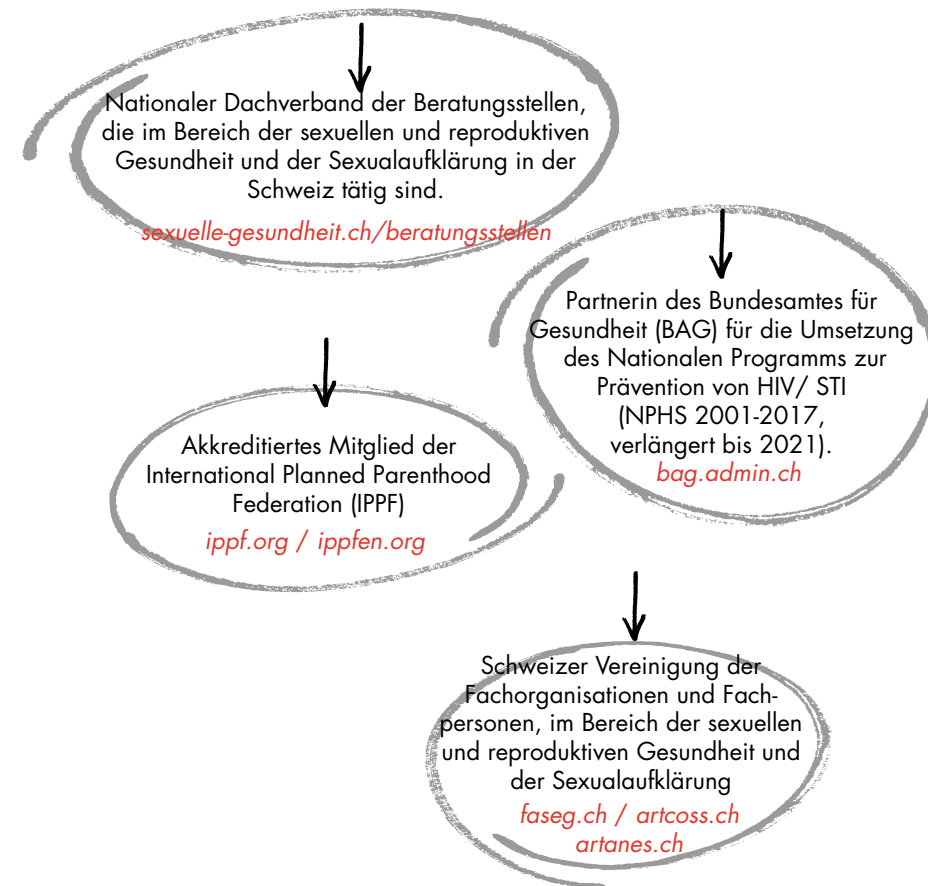 Nationaler Dachverband der Beratungsstellen,
die im Bereich der sexuellen und reproduktiven
Gesundheit und der Sexualaufklärung in der
Schweiz tätig sind.
sexuelle-gesundheit.ch/beratungsstellen
Partnerin des Bundesamtes für
Gesundheit (BAG) für die Umsetzung
des Nationalen Programms zur
Prävention von HIV/ STI
(NPHS 2001-2017,
verlängert bis 2021).
bag.admin.ch
Akkreditiertes Mitglied der
International Planned Parenthood
Federation (IPPF)
ippf.org / ippfen.org
Schweizer Vereinigung der
Fachorganisationen und Fach-
personen, im Bereich der sexuellen
und reproduktiven Gesundheit und
der Sexualaufklärung
faseg.ch / artcoss.ch
artanes.ch